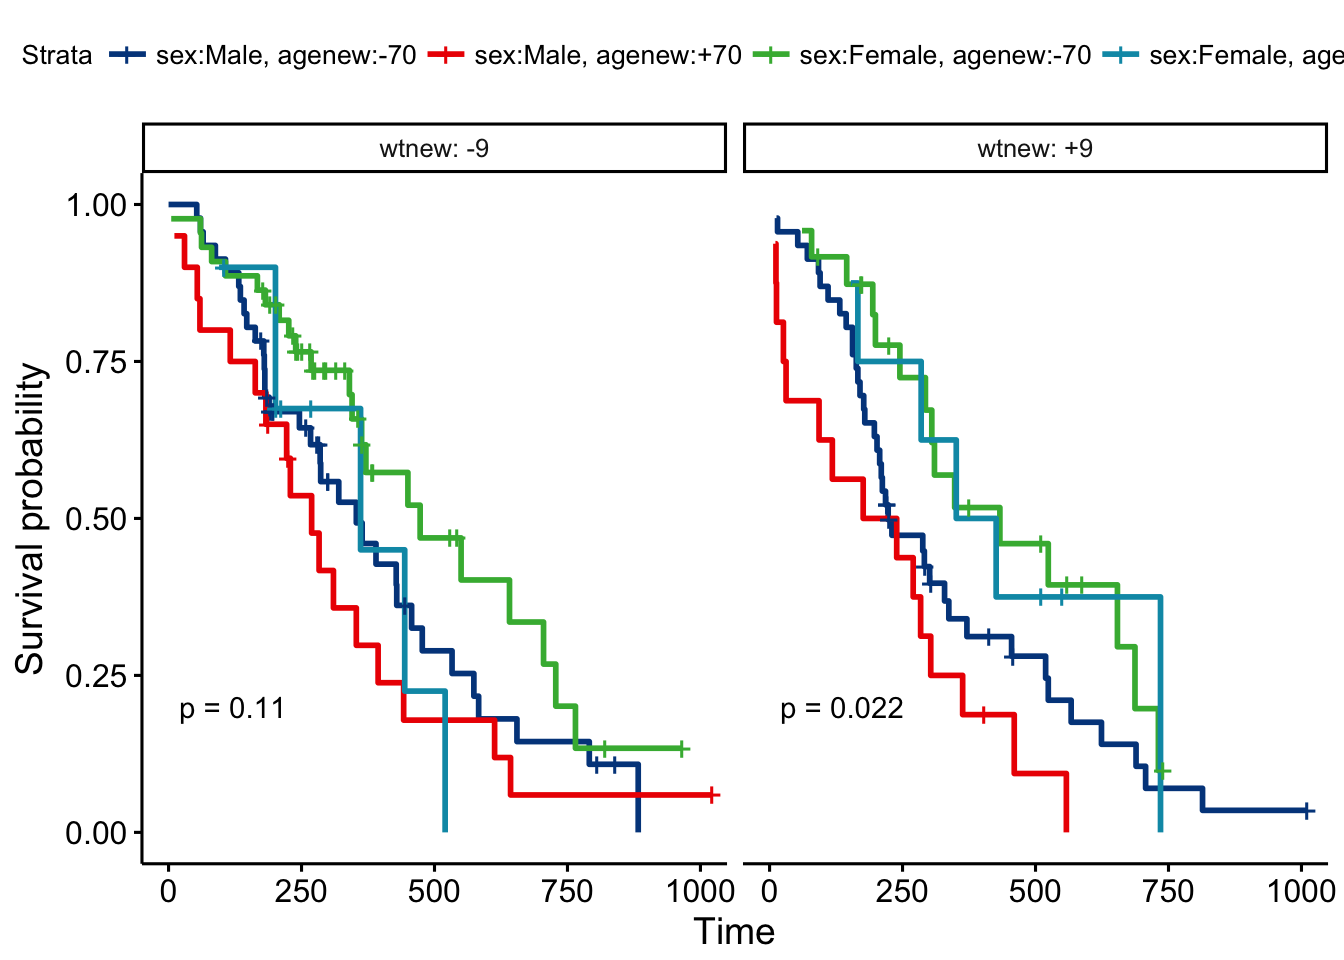 Strata sex:Male, agenew:-70 sex:Male, agenew:+70 sex:Female, agenew:-70 sex:Female, age
wtnew: -9 wtnew: +9
Survival probability
1.00
0.75
0.50
0.25
0.00
p = 0.11 p = 0.022
0 250 500 750 1000 0 250 500 750 1000
Time